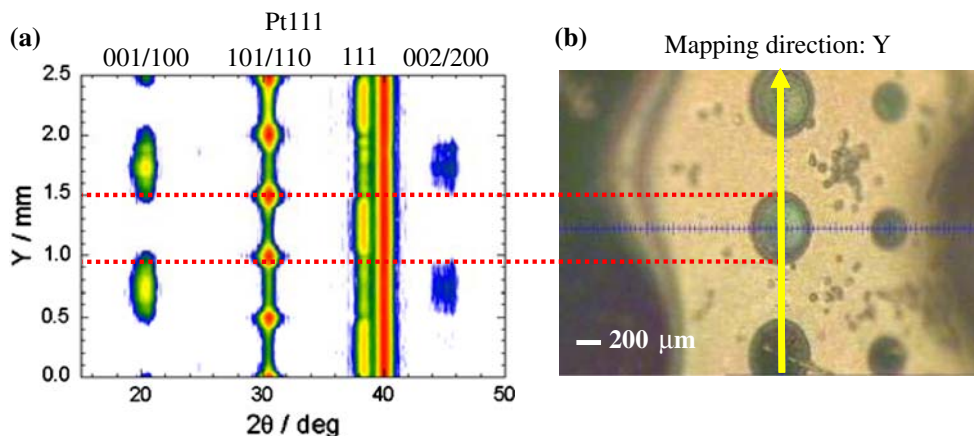 Pt111
(a)
001/100 101/110 111 002/200
2.5
2.0
1.5
1.0
0.5
0.0
Y / mm
20 30 40 50
2θ / deg
(b)
Mapping direction: Y
200 μm